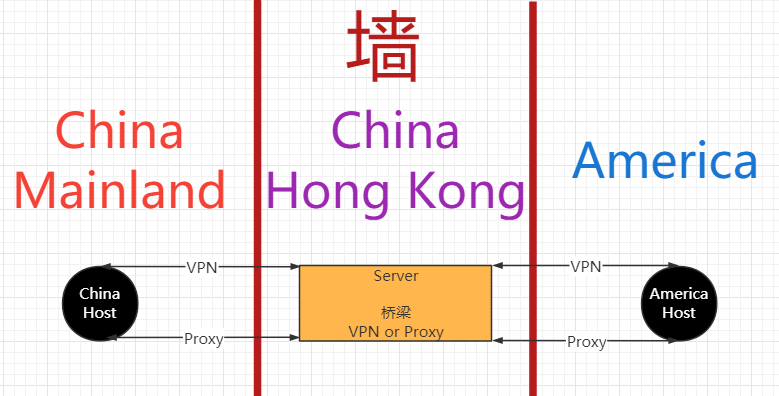 墙
China
Mainland
China
Hong Kong
America
VPN
VPN
China
Host
Server
桥梁
VPN or Proxy
America
Host
Proxy
Proxy